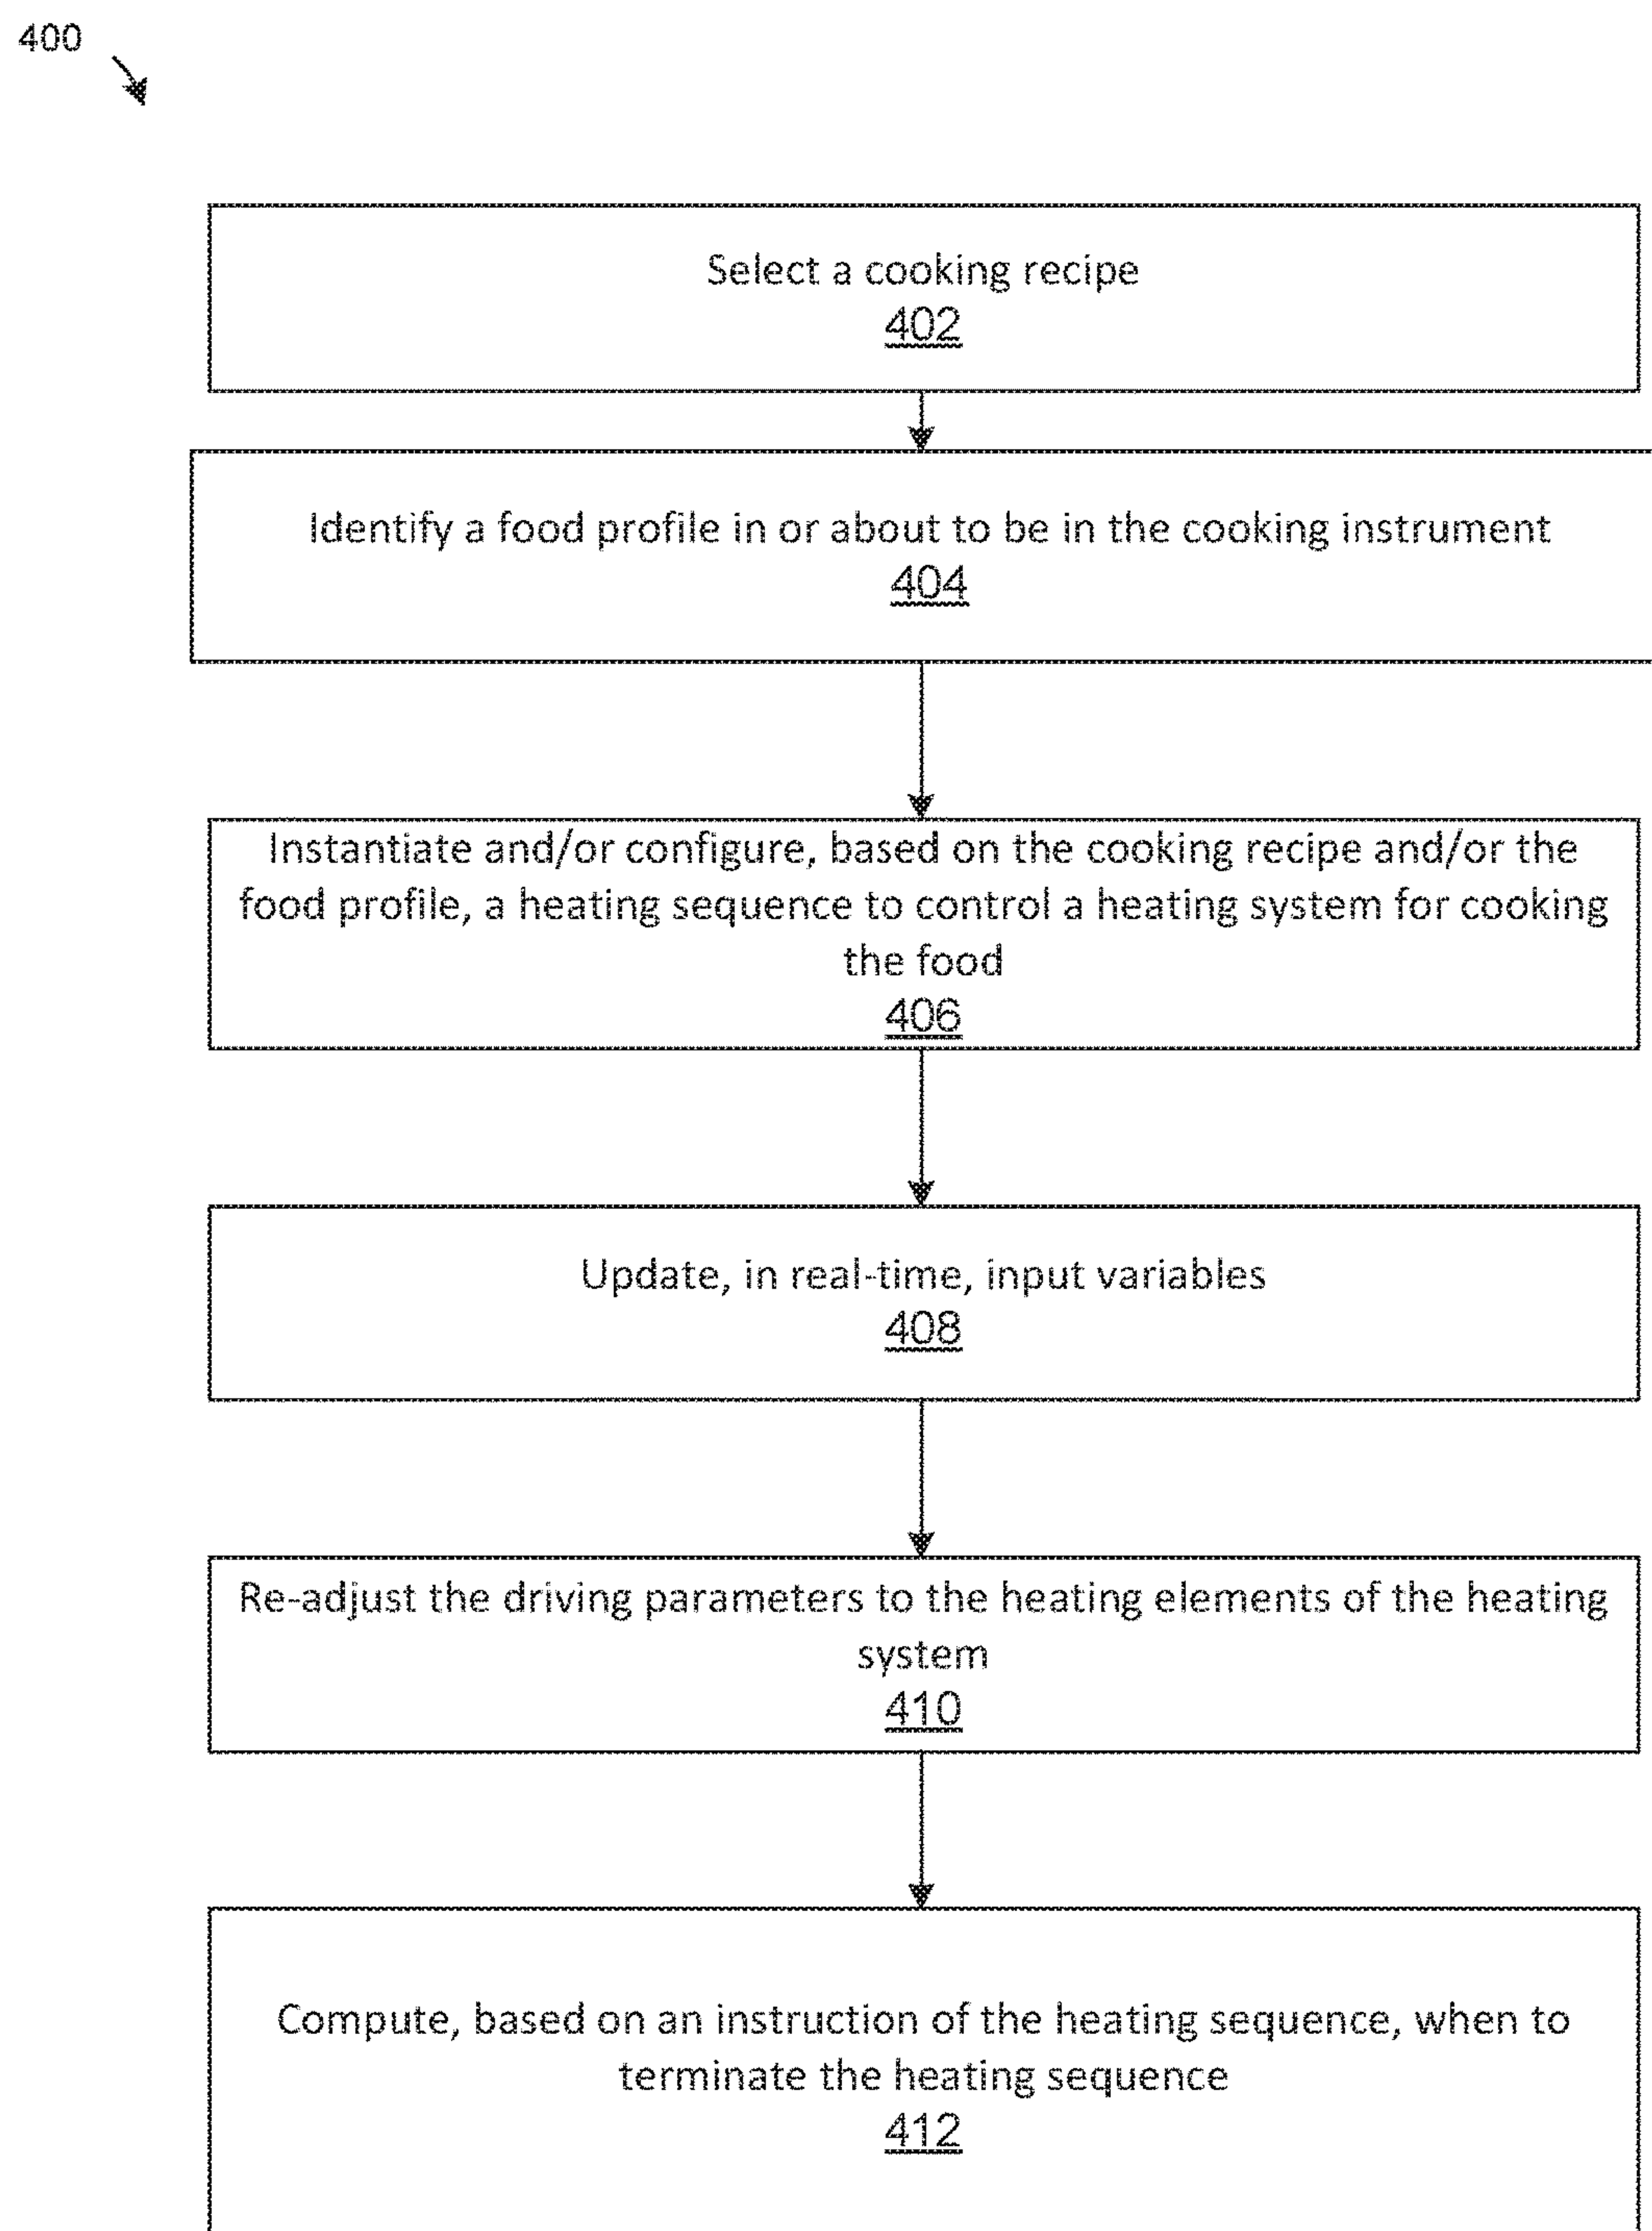 400
Select a cooking recipe
402
Identify a food profile in or about to be in the cooking instrument
404
Instantiate and/or configure, based on the cooking recipe and/or the
food profile, a heating sequence to control a heating system for cooking
the food
406
Update, in real-time, input variables
408
Re-adjust the driving parameters to the heating elements of the heating
system
410
Compute, based on an instruction of the heating sequence, when to
terminate the heating sequence
412